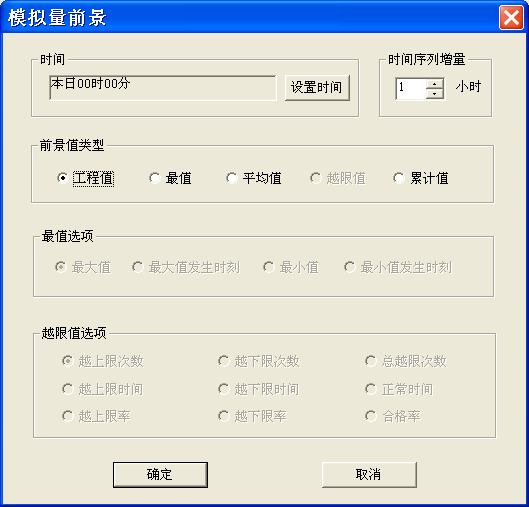 模拟量前景
时间
时间序列增量
本日00时00分
设置时间
1
小时
前景值类型
工程值
最值
平均值
越限值
累计值
最值选项
最大值
最大值发生时刻
最小值
最小值发生时刻
越限值选项
越上限次数
越下限次数
总越限次数
越上限时间
越下限时间
正常时间
越上限率
越下限率
合格率
确定
取消